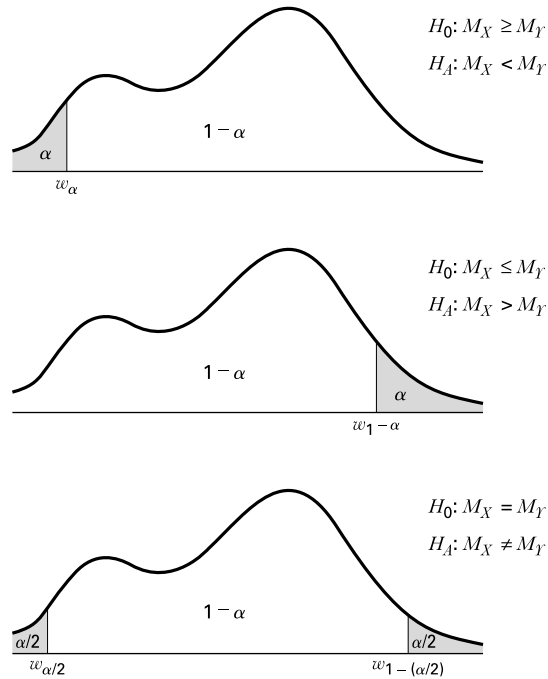 H₀: M_X ≥ M_Y
H_A: M_X < M_Y
1 − α
α
w_α
H₀: M_X ≤ M_Y
H_A: M_X > M_Y
1 − α
α
w_1 − α
H₀: M_X = M_Y
H_A: M_X ≠ M_Y
1 − α
α/2 α/2
w_α/2 w_1 − (α/2)